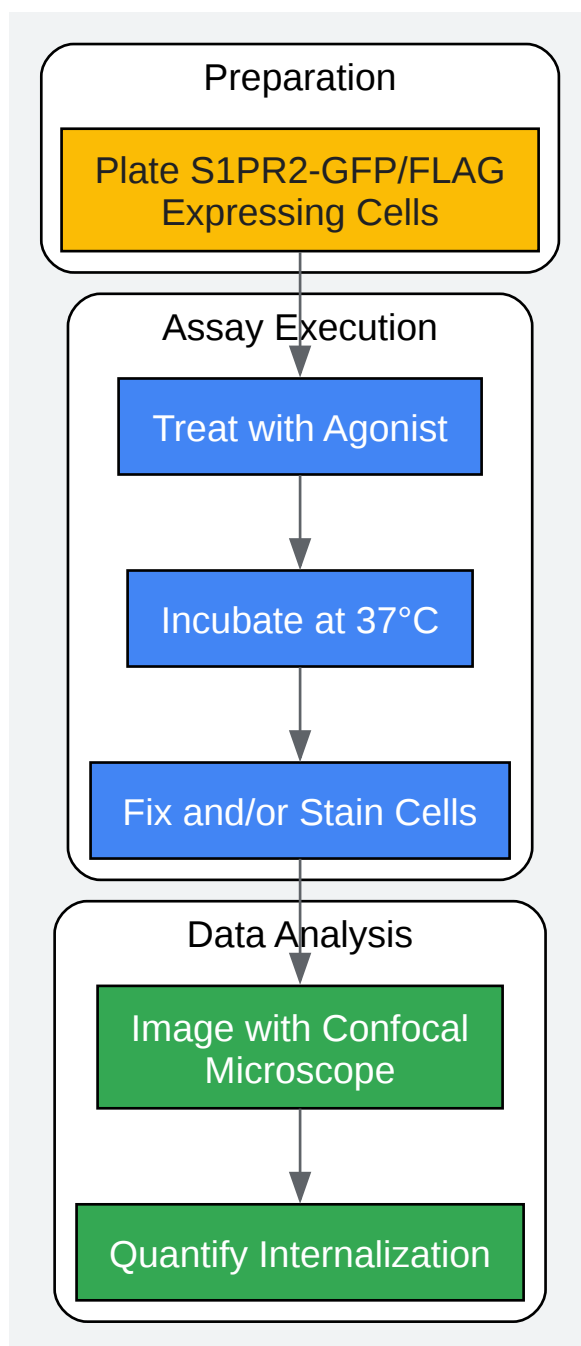 Preparation
Plate S1PR2-GFP/FLAG
Expressing Cells
Assay Execution
Treat with Agonist
Incubate at 37°C
Fix and/or Stain Cells
Data Analysis
Image with Confocal
Microscope
Quantify Internalization